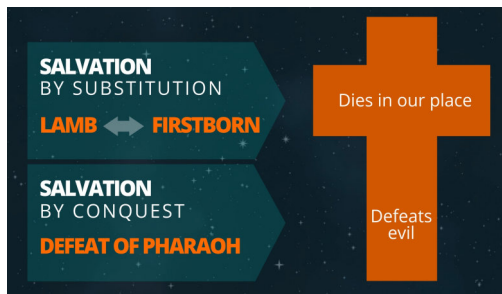 SALVATION
BY SUBSTITUTION
LAMB FIRSTBORN
SALVATION
BY CONQUEST
DEFEAT OF PHARAOH
Dies in our place
Defeats
evil